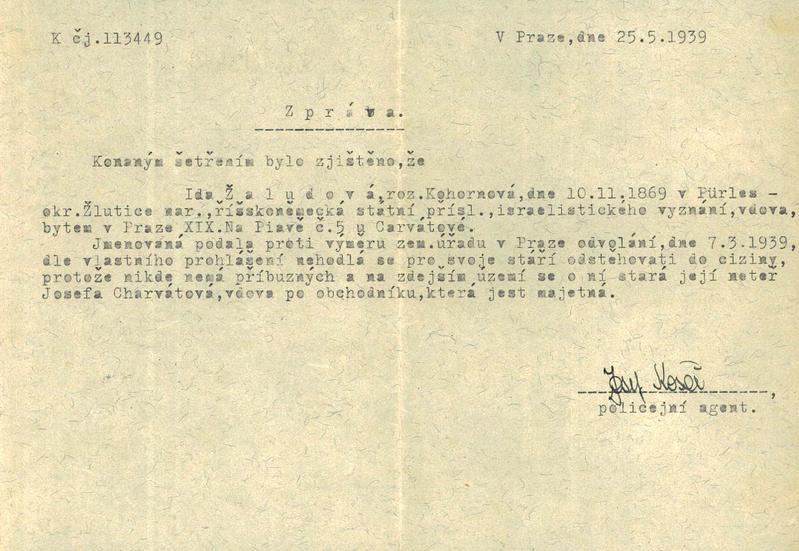 K čj.113449
V Praze,dne 25.5.1939
Zpráva.
Konaným šetřením bylo zjištěno,že
Ida Žaludová,roz.Kohornová,dne 10.11.1869 v Pürles -
okr.Žlutice nar.,říšskoněmecká státní přísl.,israelistického vyznání,vdova,
bytem v Praze XIX.Na Piavě č.5 u Carvátové.
Jmenovaná podala proti výměru zem.úřadu v Praze odvolání,dne 7.3.1939,
dle vlastního prohlášení nehodlá se pro svoje stáří odstěhovati do ciziny,
protože nikde nemá příbuzných a na zdejším území se o ní stará její neteř
Josefa Charvátová,vdova po obchodníku,která jest majetná.
Josef
policejní agent.